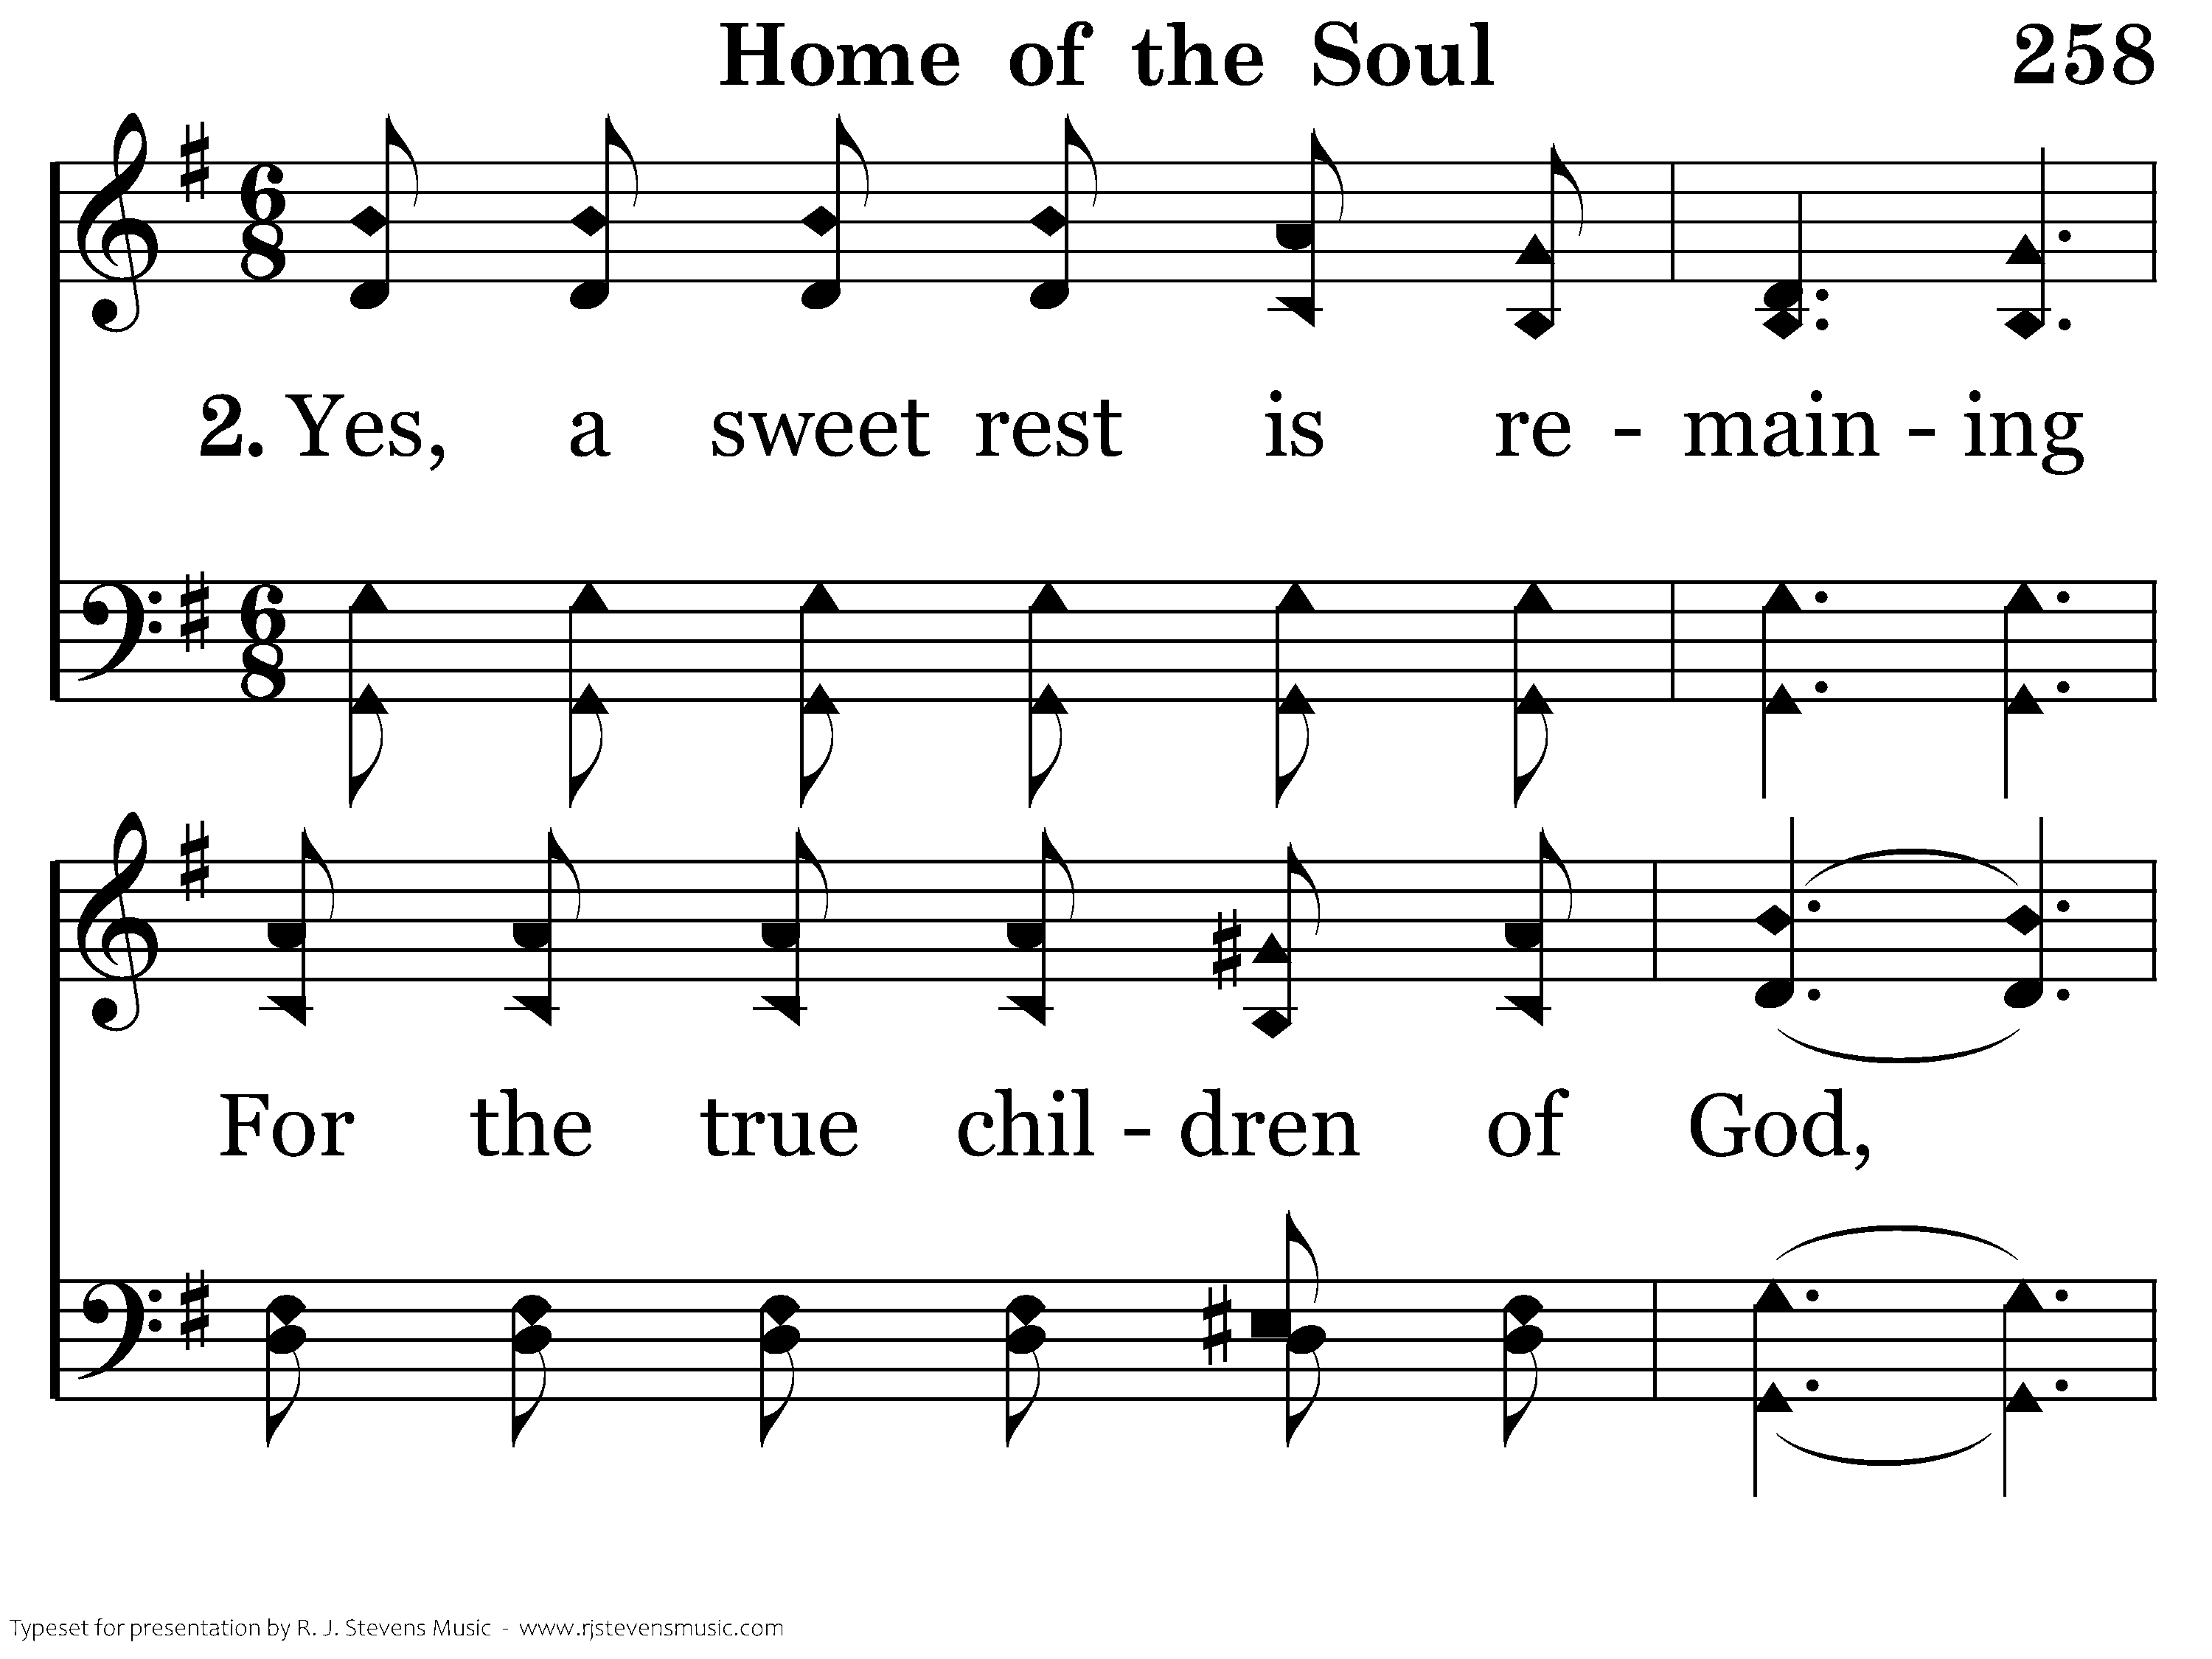 Home of the Soul 258
2. Yes, a sweet rest is re - main - ing
For the true chil - dren of God,
Typeset for presentation by R. J. Stevens Music - www.rjstevensmusic.com